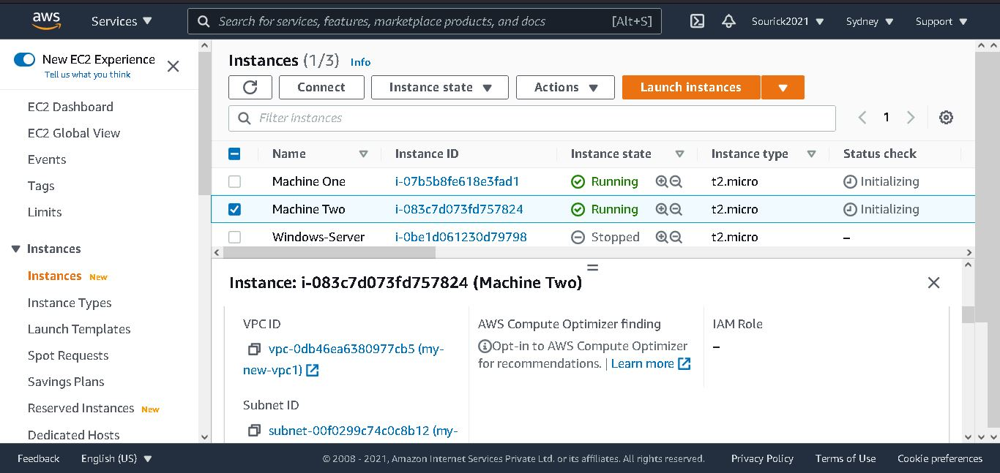 aws Services ▼ Search for services, features, marketplace products, and docs [Alt+S] Sourick2021 ▼ Sydney ▼ Support ▼
New EC2 Experience
Tell us what you think
EC2 Dashboard
EC2 Global View
Events
Tags
Limits
Instances
Instances New
Instance Types
Launch Templates
Spot Requests
Savings Plans
Reserved Instances New
Dedicated Hosts
Instances (1/3) Info
Connect Instance state ▼ Actions ▼ Launch instances ▼
Filter instances 1
Name Instance ID Instance state Instance type Status check
Machine One i-07b5b8fe618e3fad1 Running t2.micro Initializing
Machine Two i-083c7d073fd757824 Running t2.micro Initializing
Windows-Server i-0be1d061230d79798 Stopped t2.micro –
Instance: i-083c7d073fd757824 (Machine Two)
VPC ID
vpc-0db46ea6380977cb5 (my-
new-vpc1)
Subnet ID
subnet-00f0299c74c0c8b12 (my-
AWS Compute Optimizer finding
Opt-in to AWS Compute Optimizer
for recommendations. | Learn more
IAM Role
–
Feedback English (US) ▼ © 2008 - 2021, Amazon Internet Services Private Ltd. or its affiliates. All rights reserved. Privacy Policy Terms of Use Cookie preferences